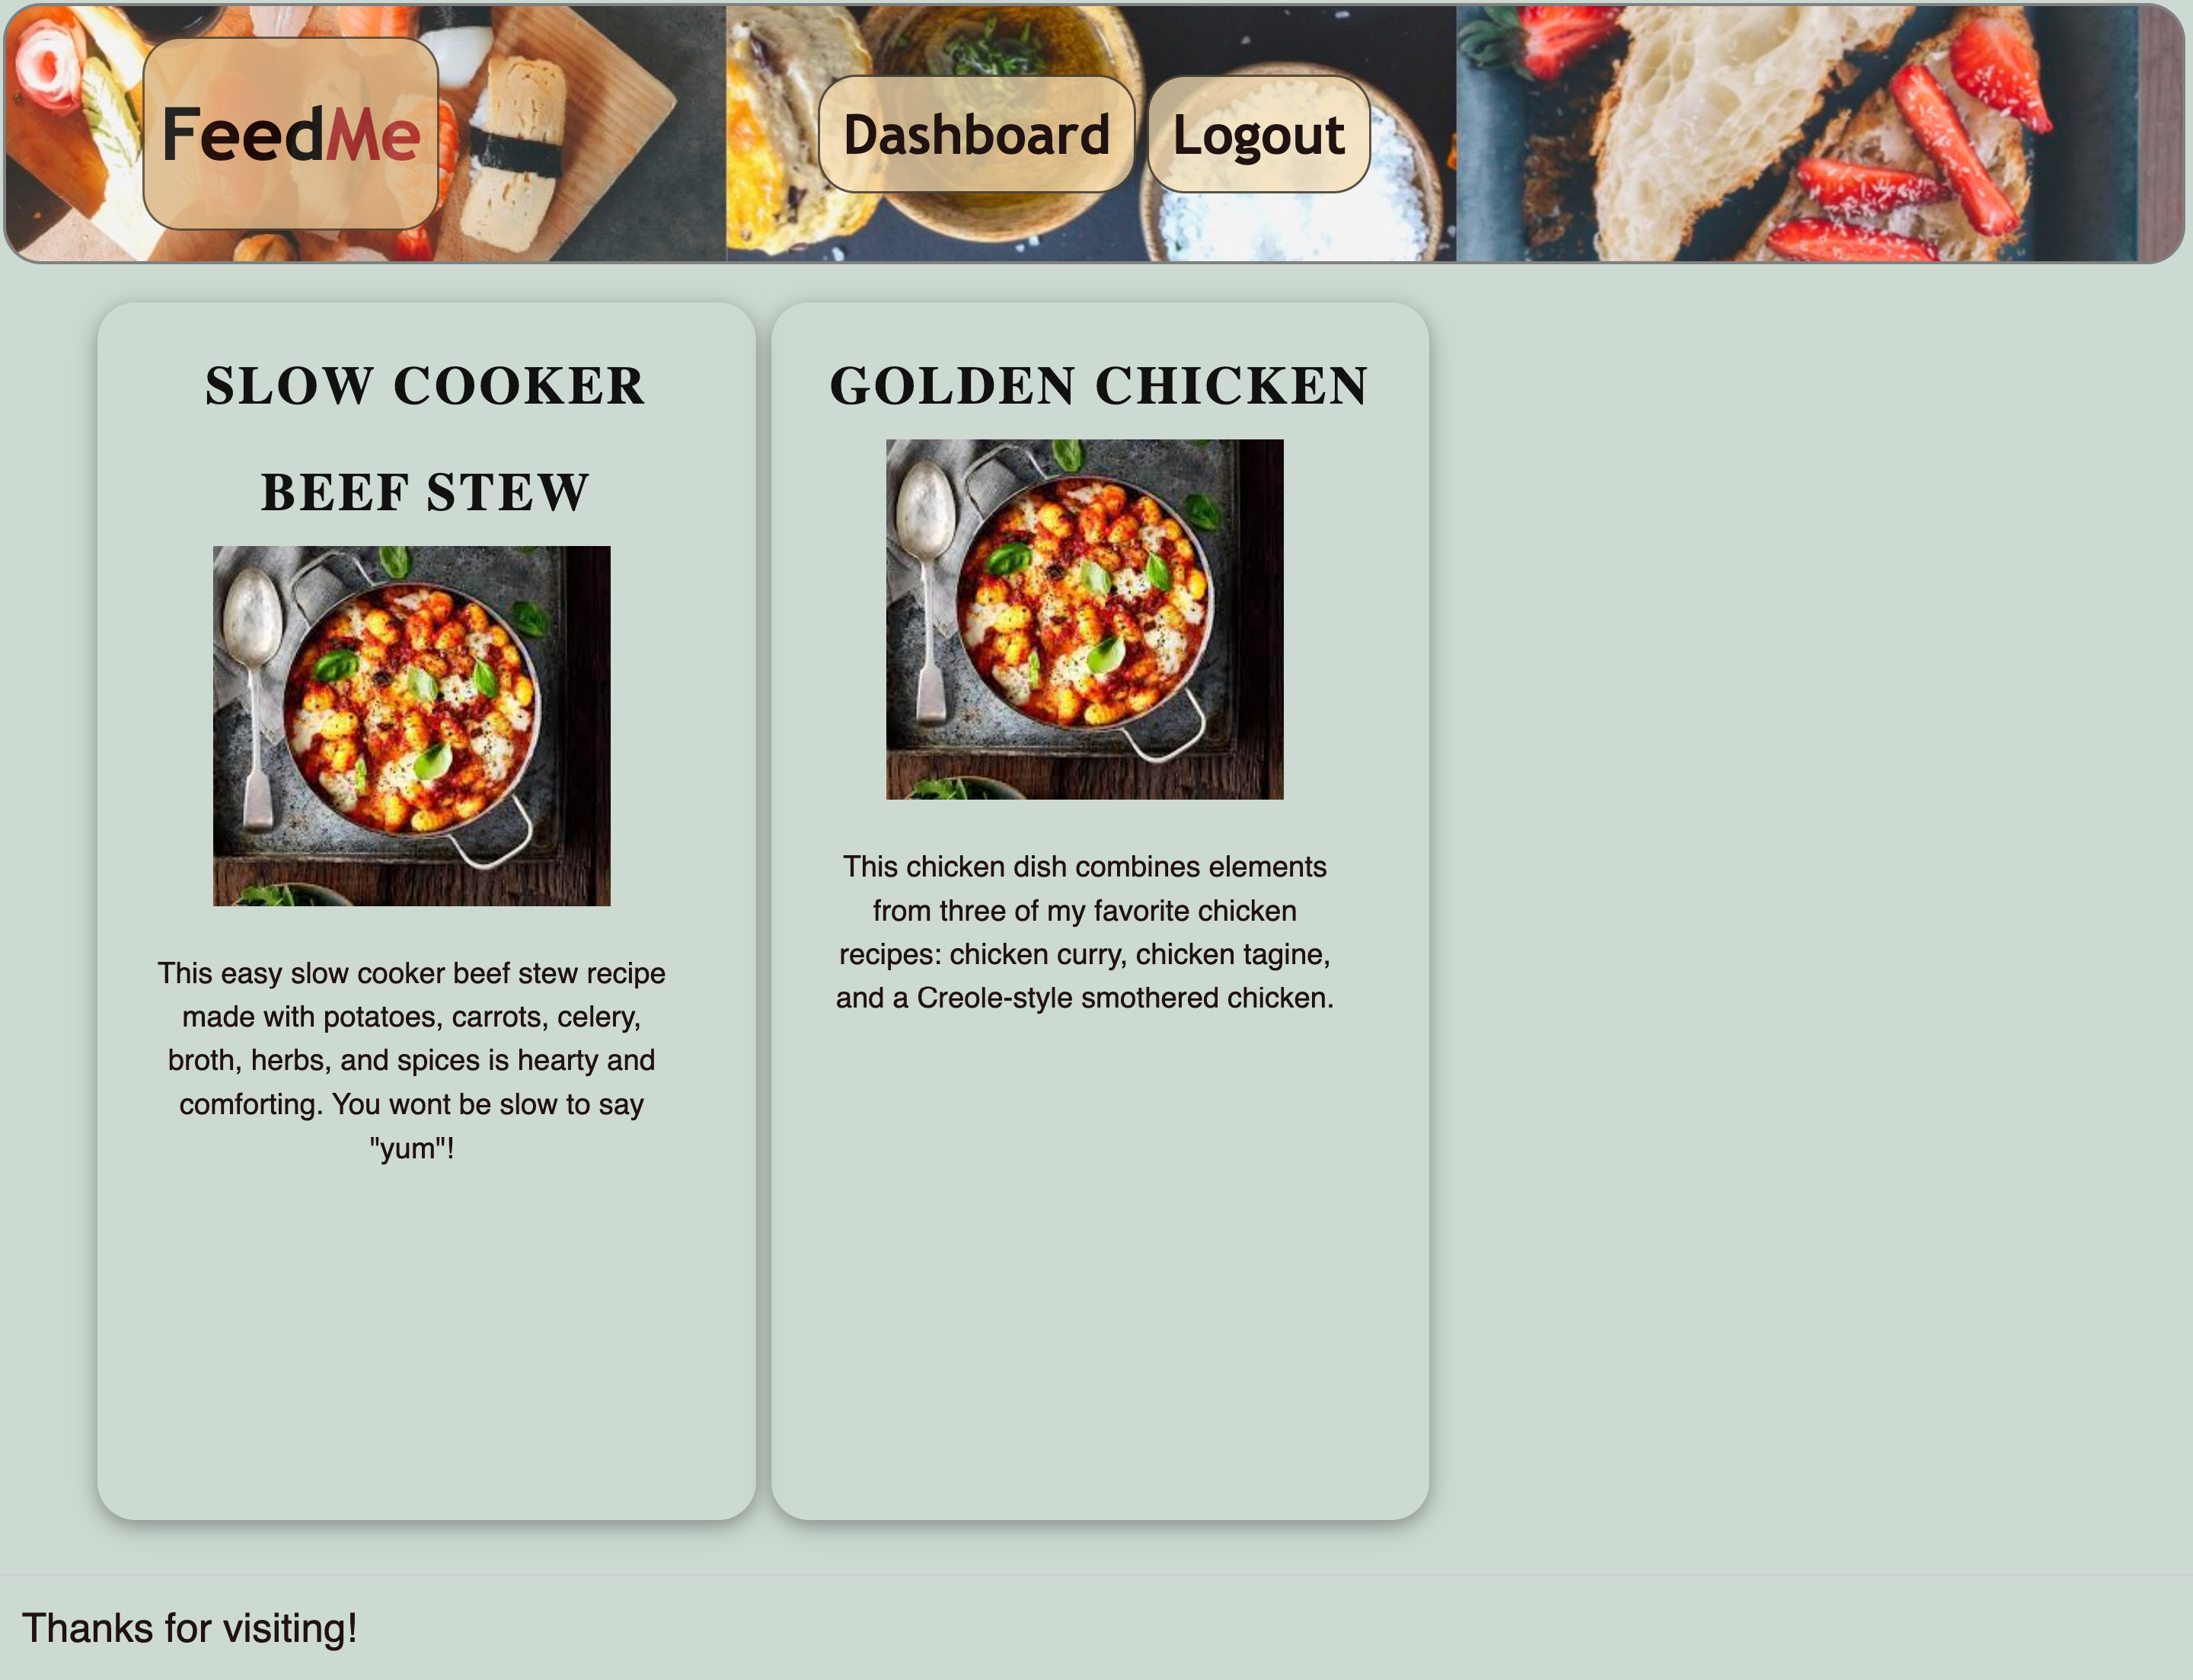 FeedMe
Dashboard
Logout
SLOW COOKER
BEEF STEW
This easy slow cooker beef stew recipe
made with potatoes, carrots, celery,
broth, herbs, and spices is hearty and
comforting. You wont be slow to say
"yum"!
GOLDEN CHICKEN
This chicken dish combines elements
from three of my favorite chicken
recipes: chicken curry, chicken tagine,
and a Creole-style smothered chicken.
Thanks for visiting!